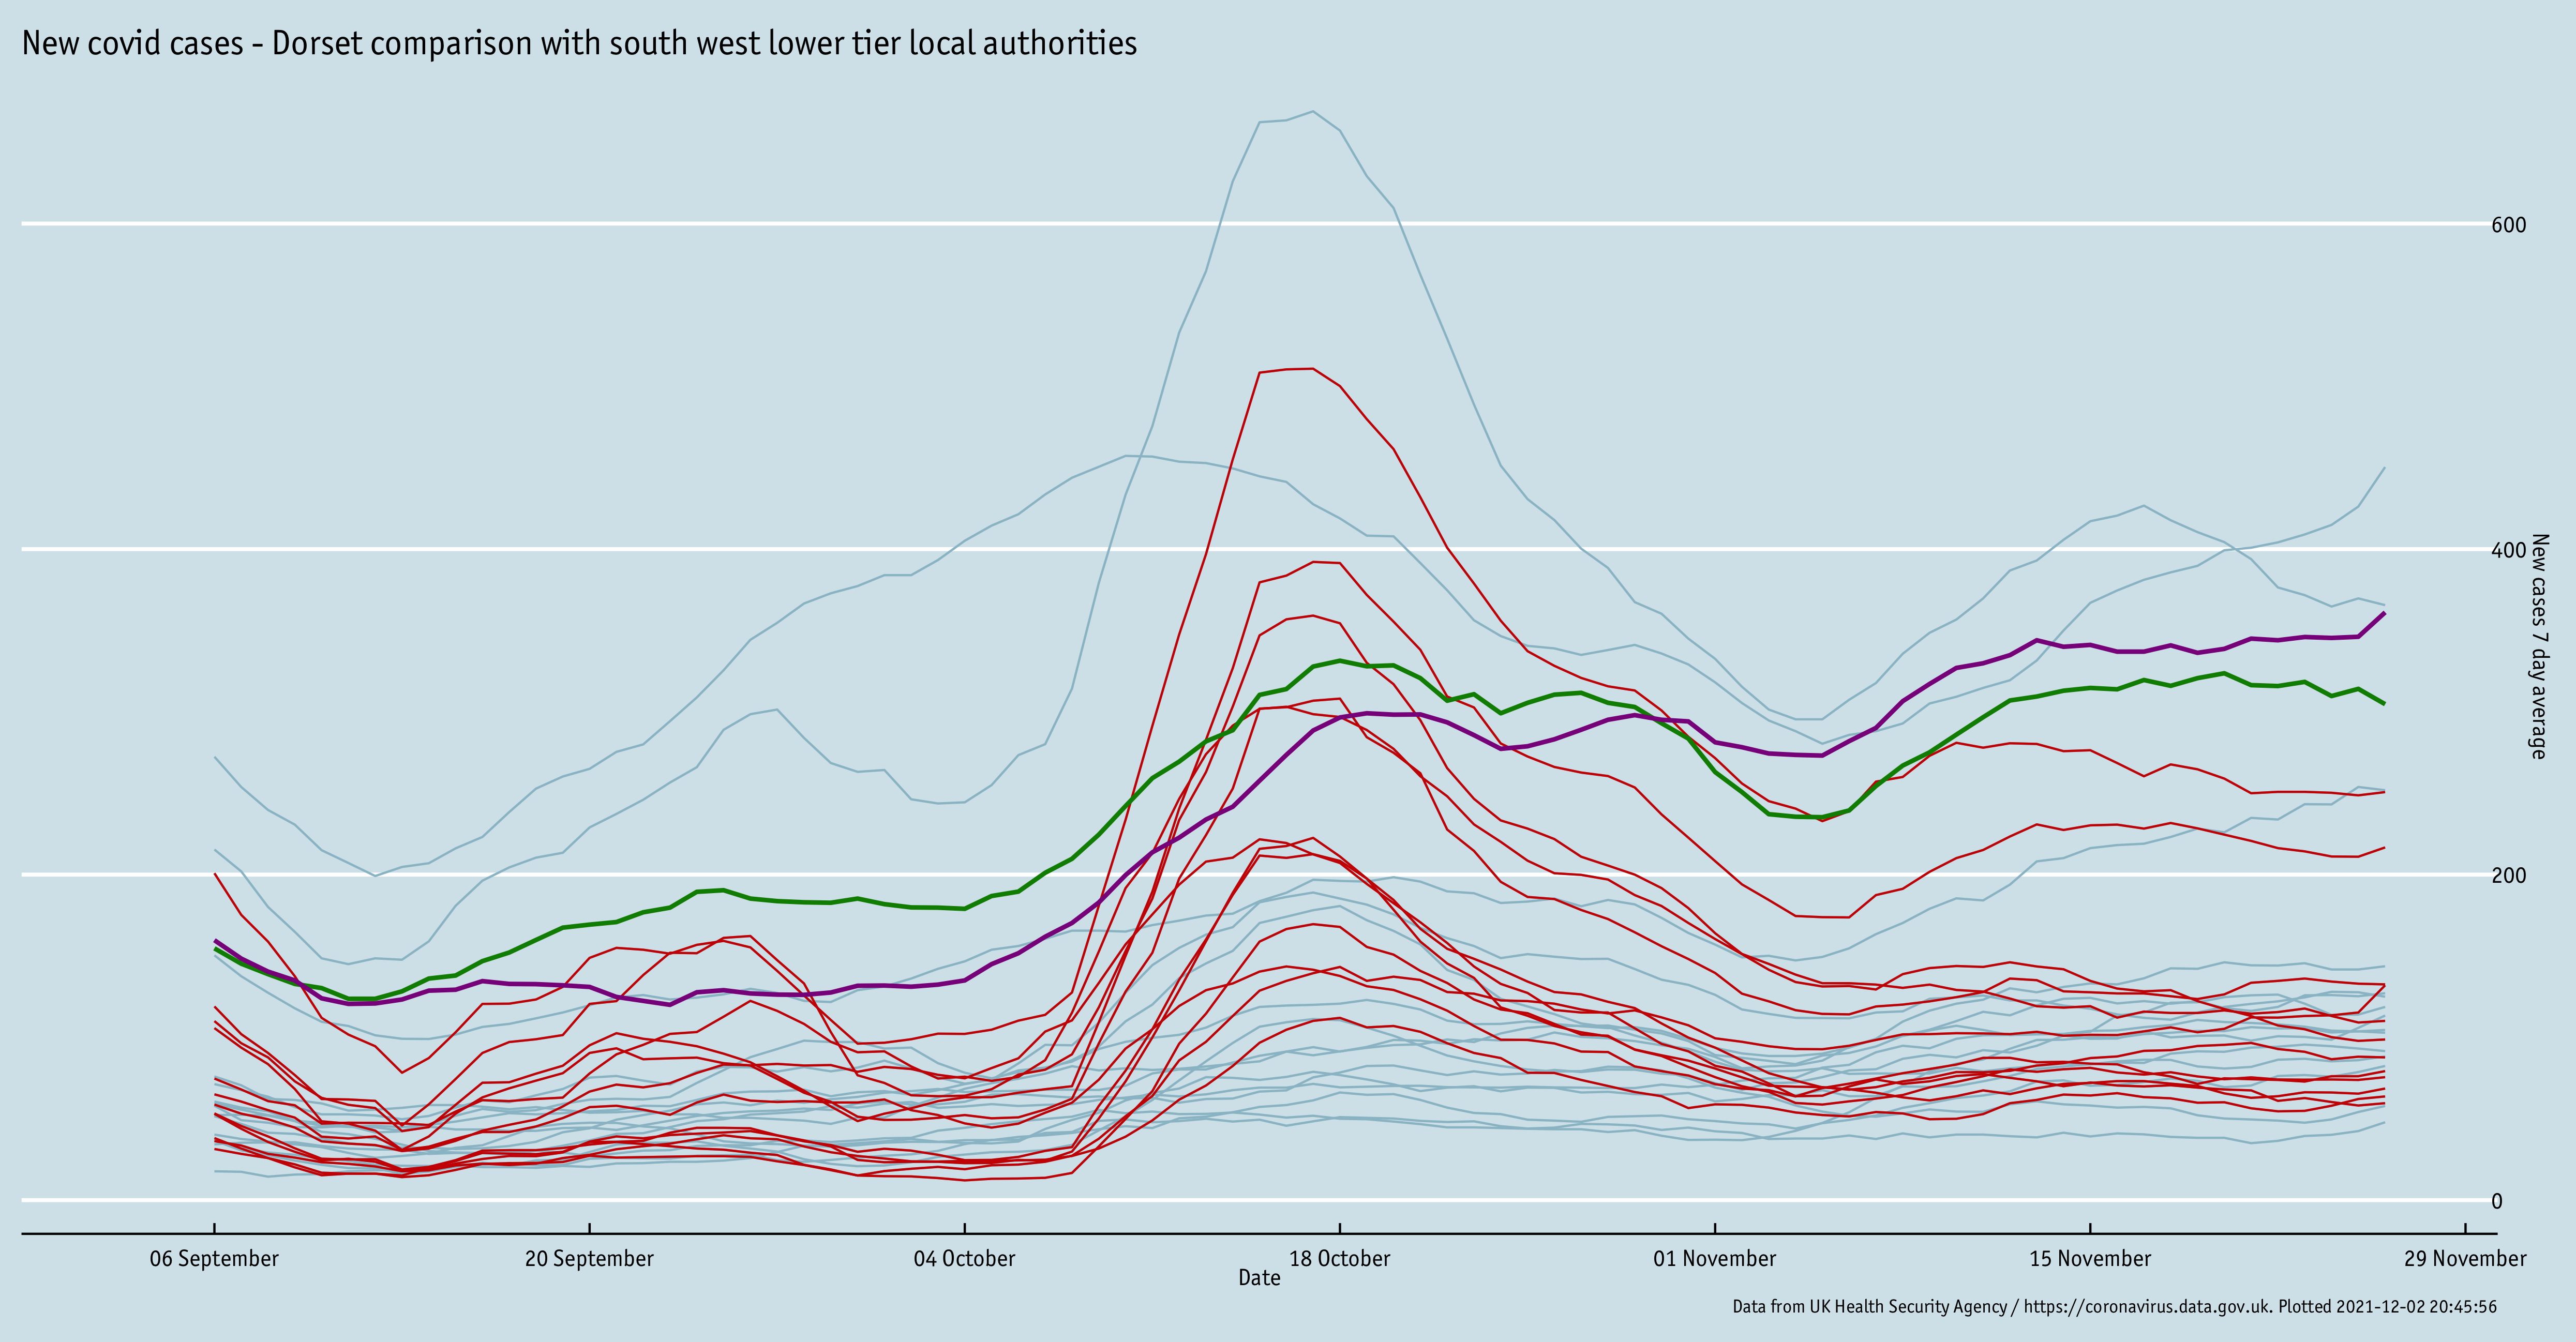 New covid cases - Dorset comparison with south west lower tier local authorities
600
400
200
0
New cases 7 day average
06 September
20 September
04 October
18 October
01 November
15 November
29 November
Date
Data from UK Health Security Agency / https://coronavirus.data.gov.uk. Plotted 2021-12-02 20:45:56